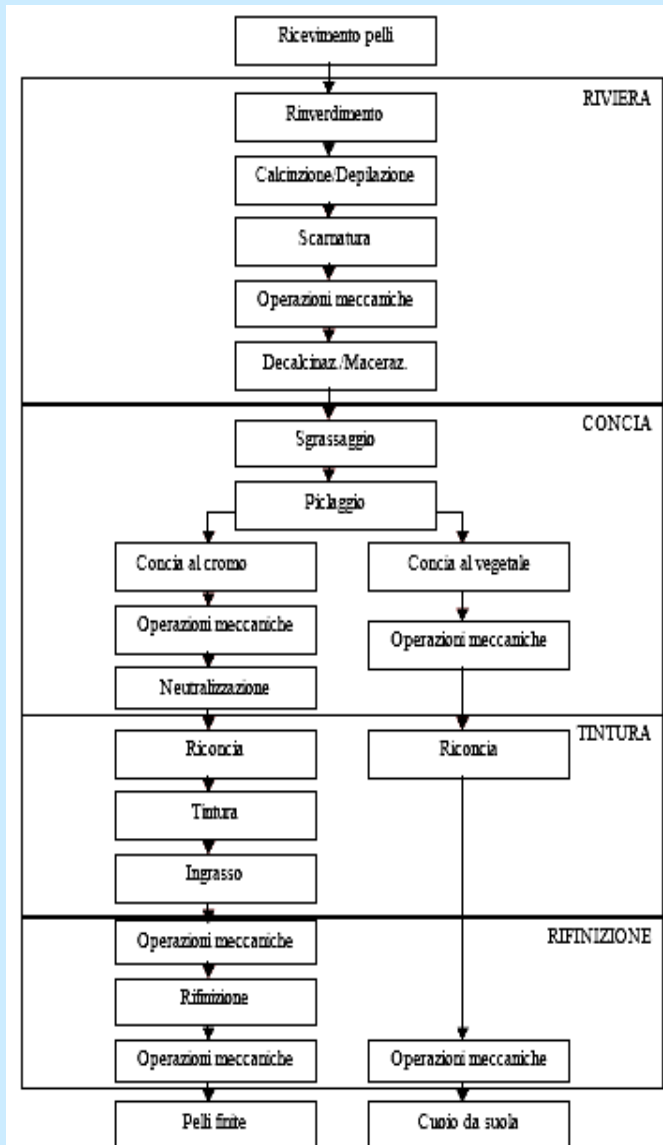 Ricevimento pelli
RIVIERA
Rinverdimento
Calcinzione/Depilazione
Scarnatura
Operazioni meccaniche
Decalcinaz./Maceraz.
CONCIA
Sgrassaggio
Piclaggio
Concia al cromo
Concia al vegetale
Operazioni meccaniche
Operazioni meccaniche
Neutralizzazione
TINTURA
Riconcia
Riconcia
Tintura
Ingrasso
RIFINIZIONE
Operazioni meccaniche
Rifinizione
Operazioni meccaniche
Operazioni meccaniche
Pelli finite
Cuoio da suola